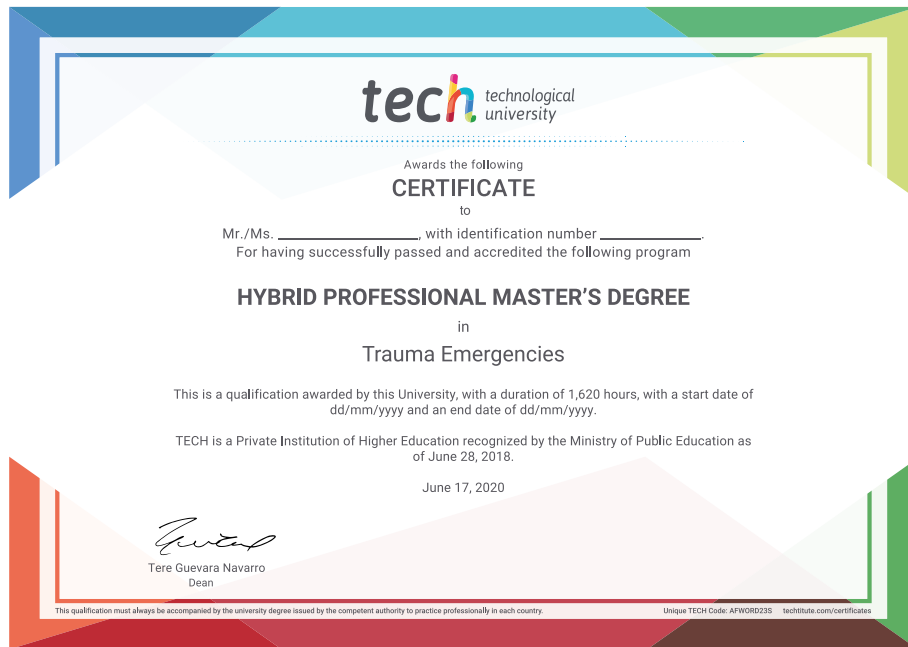 tech technological
university
Awards the following
CERTIFICATE
to
Mr./Ms. ____________________, with identification number ______________.
For having successfully passed and accredited the following program
HYBRID PROFESSIONAL MASTER’S DEGREE
in
Trauma Emergencies
This is a qualification awarded by this University, with a duration of 1,620 hours, with a start date of
dd/mm/yyyy and an end date of dd/mm/yyyy.
TECH is a Private Institution of Higher Education recognized by the Ministry of Public Education as
of June 28, 2018.
June 17, 2020
Tere Guevara Navarro
Dean
This qualification must always be accompanied by the university degree issued by the competent authority to practice professionally in each country.
Unique TECH Code: AFWORD23S techtitute.com/certificates